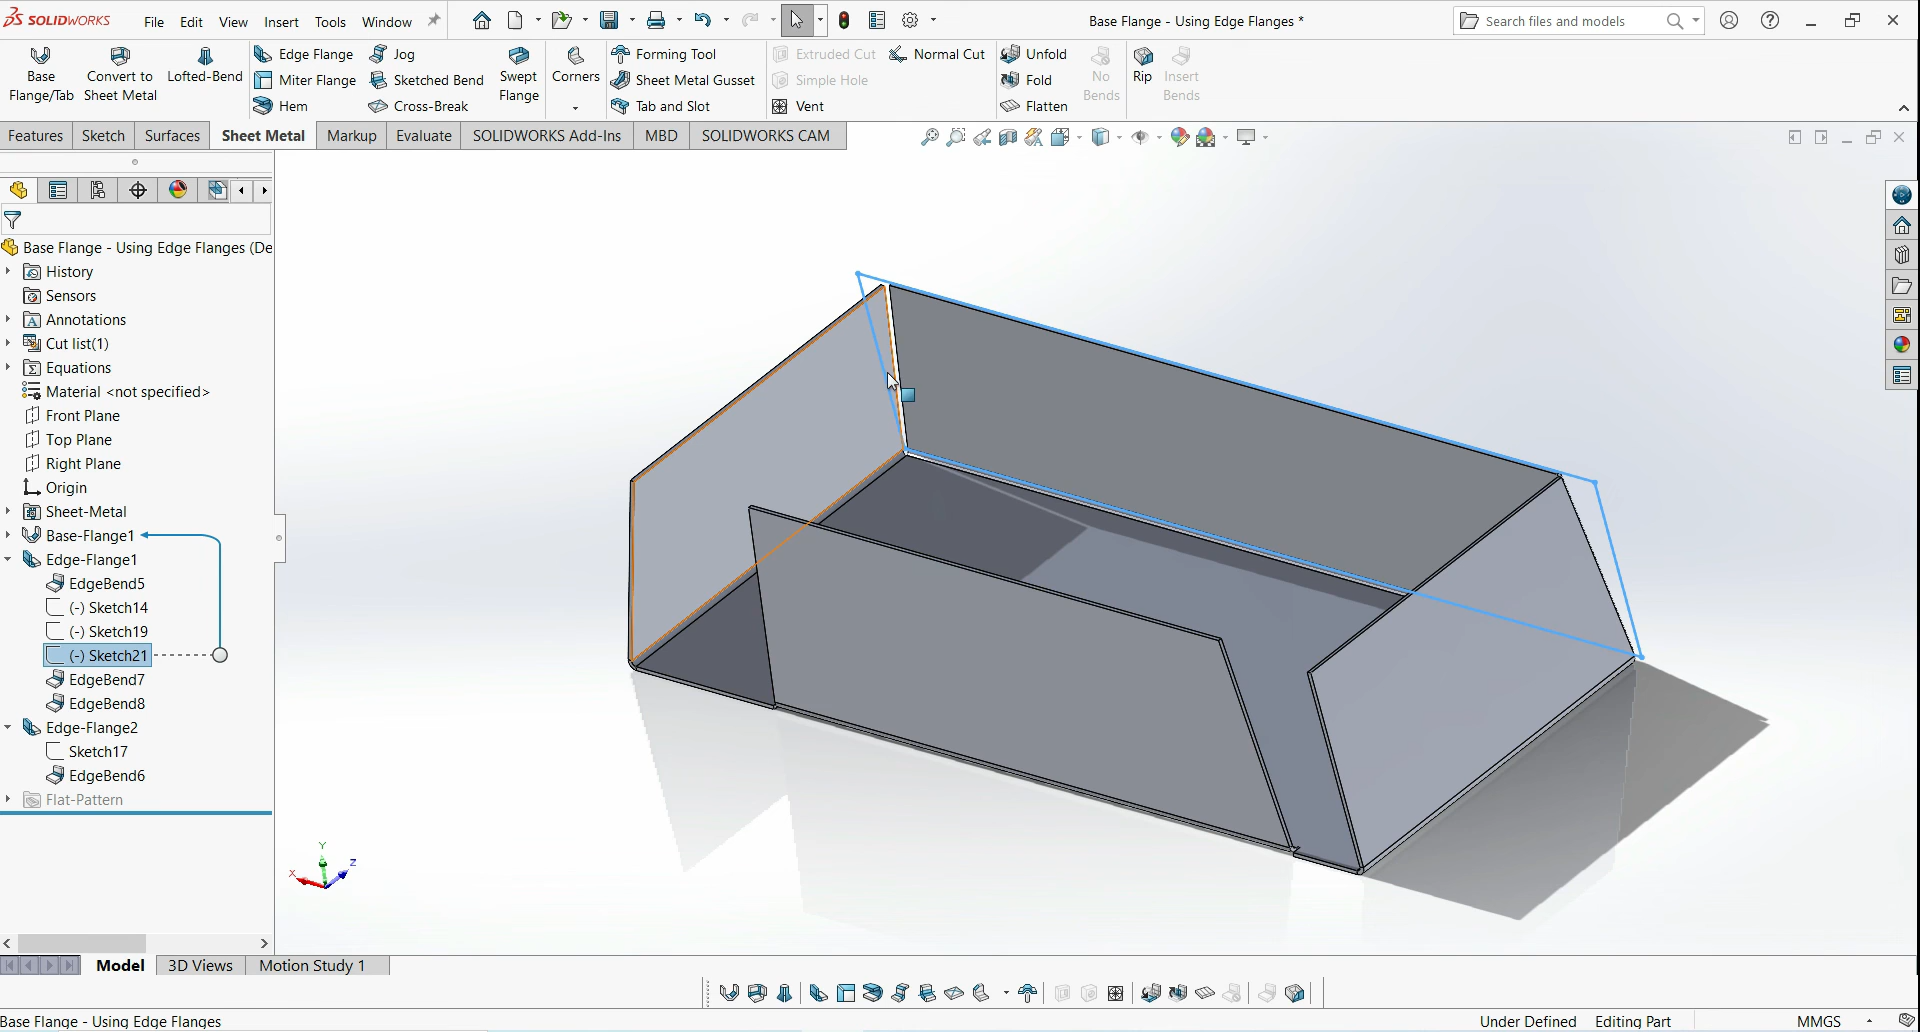 SOLIDWORKS File Edit View Insert Tools Window Base Flange - Using Edge Flanges * Search files and models
Base Flange/Tab
Convert to Sheet Metal
Lofted-Bend
Edge Flange
Miter Flange
Hem
Jog
Sketched Bend
Cross-Break
Swept Flange
Corners
Forming Tool
Sheet Metal Gusset
Tab and Slot
Extruded Cut
Simple Hole
Vent
Normal Cut
Unfold
Fold
Flatten
No Bends
Rip
Insert Bends
Features Sketch Surfaces Sheet Metal Markup Evaluate SOLIDWORKS Add-Ins MBD SOLIDWORKS CAM
Base Flange - Using Edge Flanges (De
History
Sensors
A Annotations
Cut list(1)
Equations
Material <not specified>
Front Plane
Top Plane
Right Plane
Origin
Sheet-Metal
Base-Flange1
Edge-Flange1
EdgeBend5
(-) Sketch14
(-) Sketch19
(-) Sketch21
EdgeBend7
EdgeBend8
Edge-Flange2
Sketch17
EdgeBend6
Flat-Pattern
Y
X
Z
Model 3D Views Motion Study 1
Base Flange - Using Edge Flanges Under Defined Editing Part MMGS